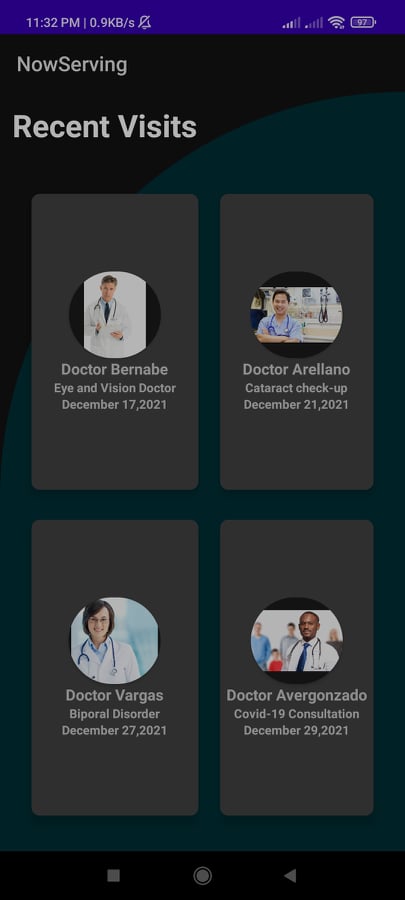 11:32 PM | 0.9KB/s
97
NowServing
Recent Visits
Doctor Bernabe
Eye and Vision Doctor
December 17,2021
Doctor Arellano
Cataract check-up
December 21,2021
Doctor Vargas
Biporal Disorder
December 27,2021
Doctor Avergonzado
Covid-19 Consultation
December 29,2021